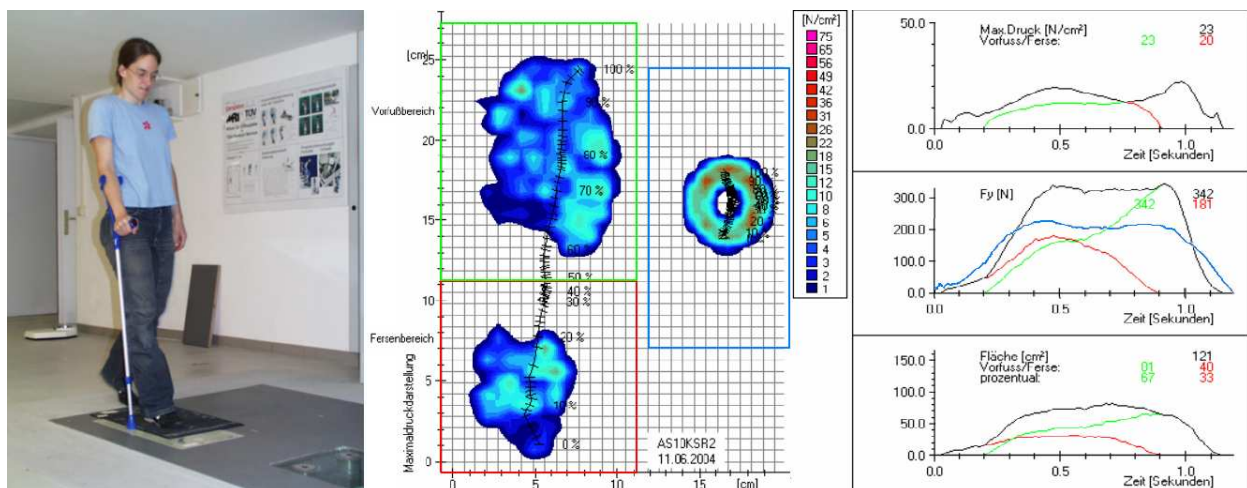 [N/cm²]
75
65
56
49
42
36
31
26
22
18
15
12
10
8
6
5
4
3
2
1
[cm]
25
20
15
10
5
0
Vorfußbereich
Fersenbereich
Maximaldruckdarstellung
100 %
90 %
80 %
70 %
60 %
50 %
40 %
30 %
20 %
10 %
0 %
100 %
20
10 %
AS10KSR2
11.06.2004
0 5 10 15 [cm]
50.0
0.0
Max.Druck [N/cm²] 23
Vorfuss/Ferse: 23 20
0.0 0.5 1.0
Zeit [Sekunden]
300.0
200.0
100.0
0.0
Fy [N] 342
342 181
0.0 0.5 1.0
Zeit [Sekunden]
150.0
100.0
50.0
0.0
Fläche [cm²] 121
Vorfuss/Ferse: 81 40
prozentual: 67 33
0.0 0.5 1.0
Zeit [Sekunden]